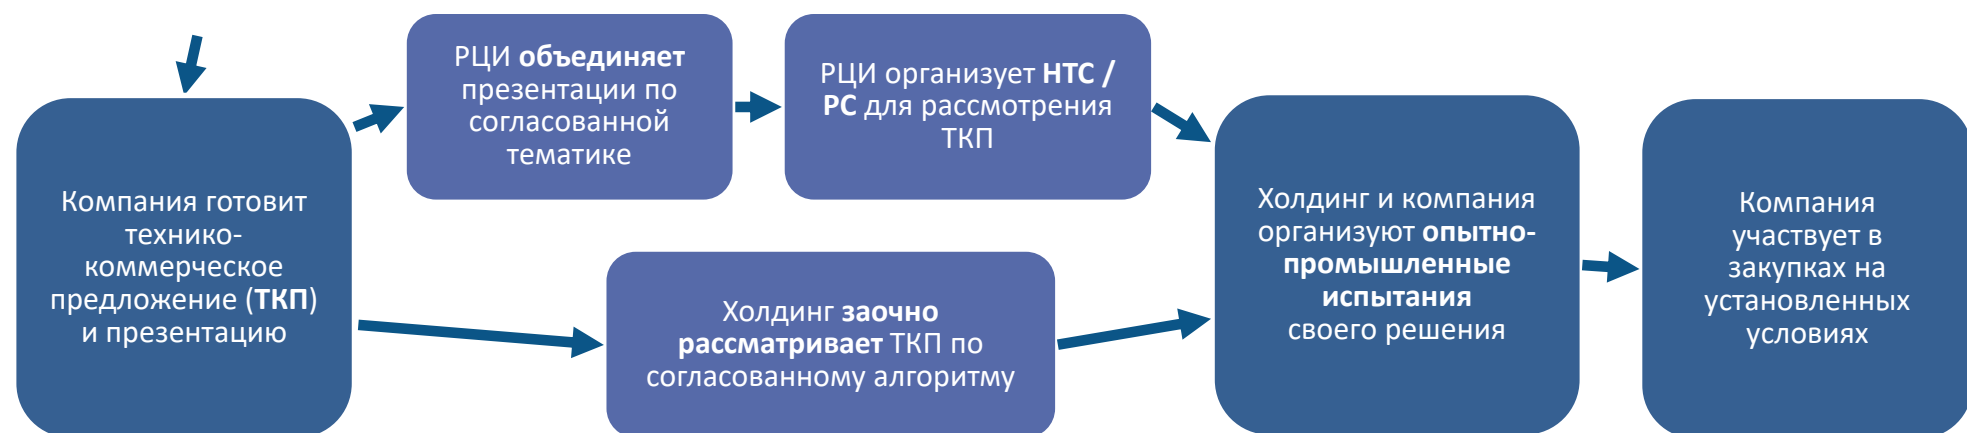 Компания готовит
технико-
коммерческое
предложение (ТКП)
и презентацию
РЦИ объединяет
презентации по
согласованной
тематике
РЦИ организует НТС /
РС для рассмотрения
ТКП
Холдинг заочно
рассматривает ТКП по
согласованному алгоритму
Холдинг и компания
организуют опытно-
промышленные
испытания
своего решения
Компания
участвует в
закупках на
установленных
условиях